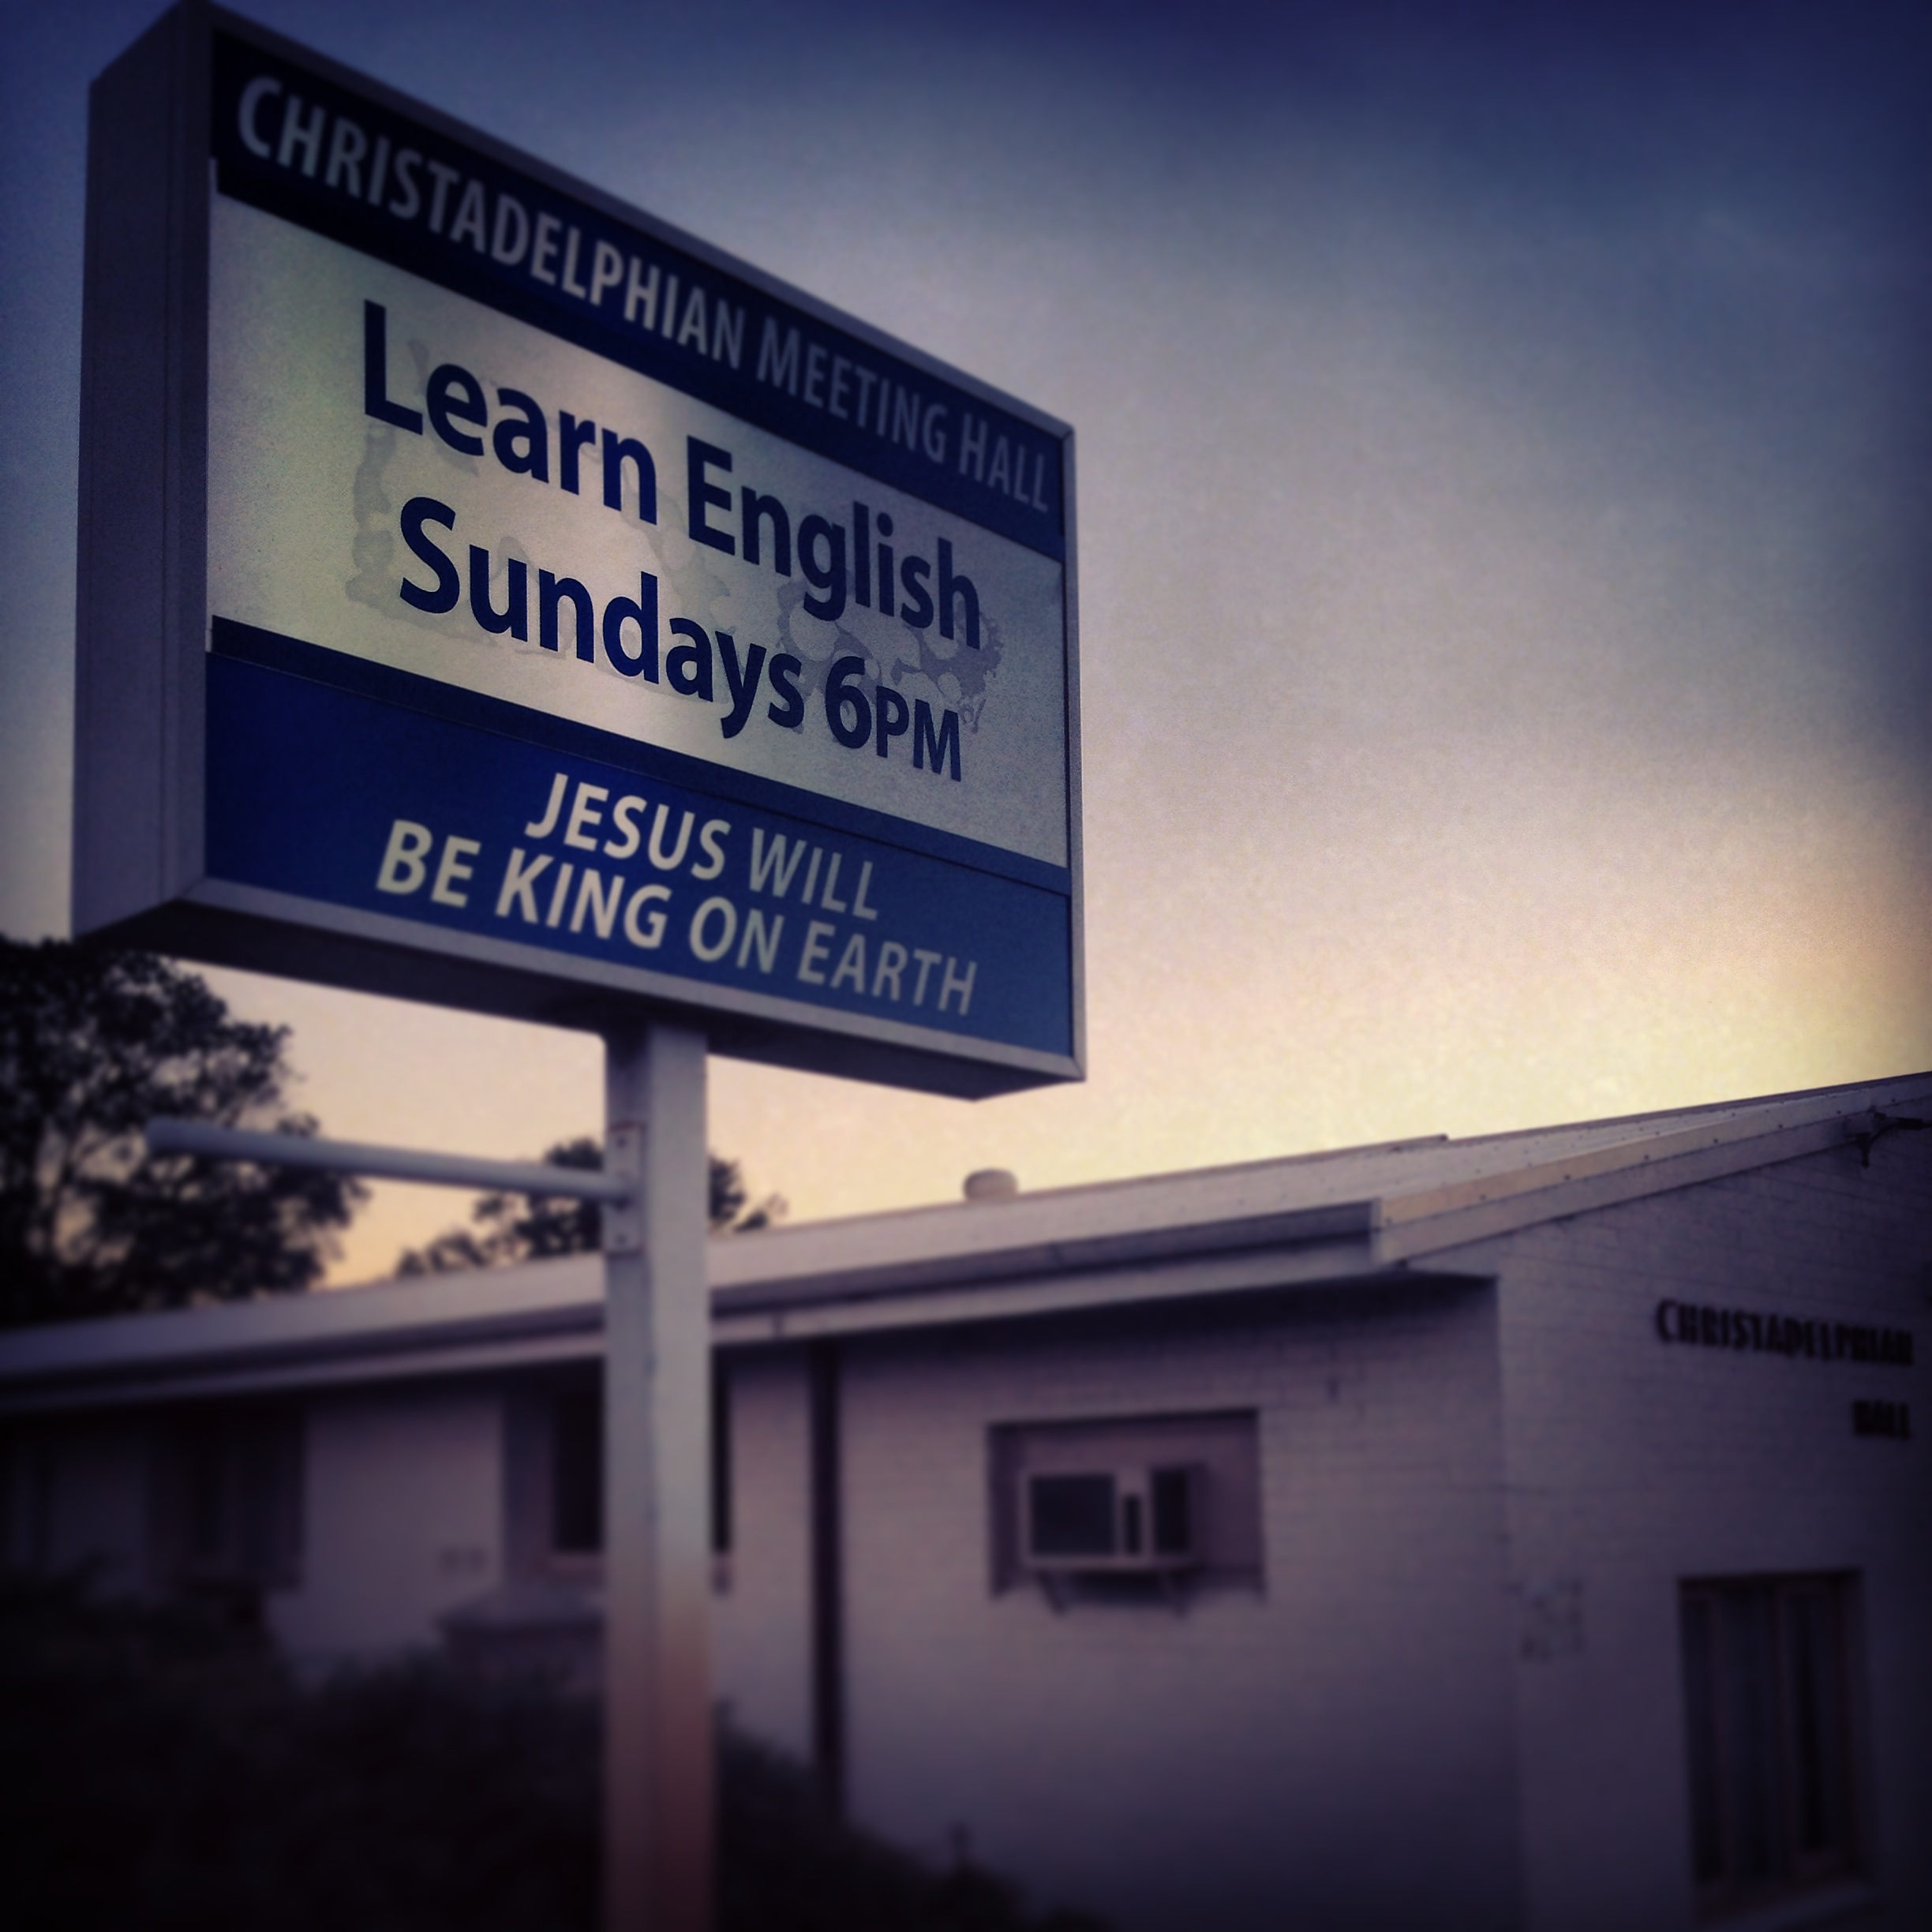 CHRISTADELPHIAN MEETING HALL
Learn English
Sundays 6PM
JESUS WILL
BE KING ON EARTH
CHRISTADELPHIAN
HALL